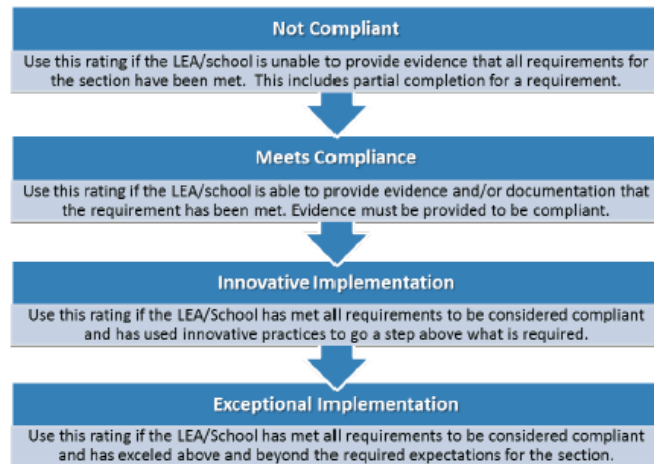 Not Compliant
Use this rating if the LEA/school is unable to provide evidence that all requirements for
the section have been met.  This includes partial completion for a requirement.
Meets Compliance
Use this rating if the LEA/school is able to provide evidence and/or documentation that
the requirement has been met. Evidence must be provided to be compliant.
Innovative Implementation
Use this rating if the LEA/School has met all requirements to be considered compliant
and has used innovative practices to go a step above what is required.
Exceptional Implementation
Use this rating if the LEA/School has met all requirements to be considered compliant
and has exceled above and beyond the required expectations for the section.